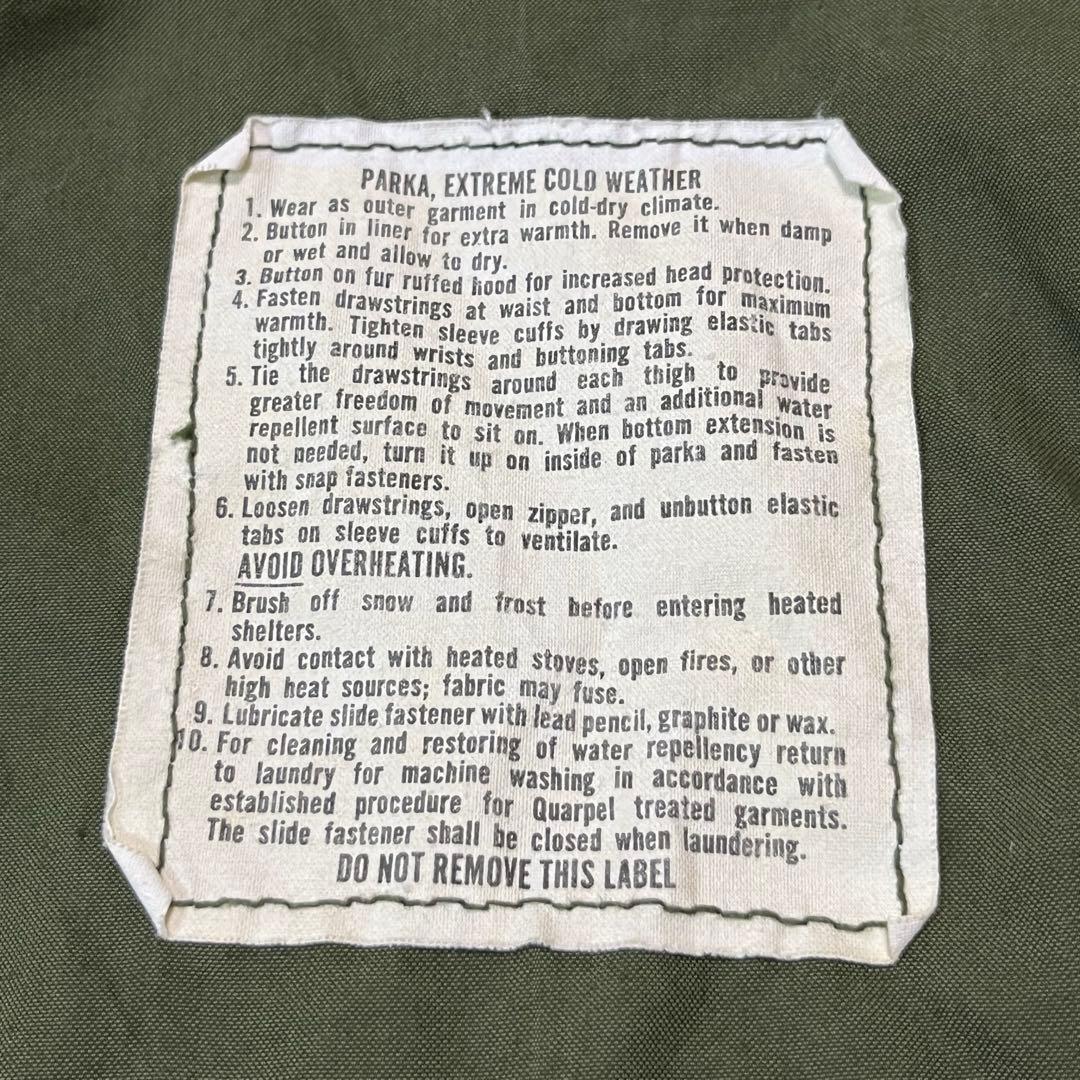 PARKA, EXTREME COLD WEATHER
1. Wear as outer garment in cold-dry climate.
2. Button in liner for extra warmth. Remove it when damp
or wet and allow to dry.
3. Button on fur ruffed hood for increased head protection.
4. Fasten drawstrings at waist and bottom for maximum
warmth. Tighten sleeve cuffs by drawing elastic tabs
tightly around wrists and buttoning tabs.
5. Tie the drawstrings around each thigh to provide
greater freedom of movement and an additional water
repellent surface to sit on. When bottom extension is
not needed, turn it up on inside of parka and fasten
with snap fasteners.
6. Loosen drawstrings, open zipper, and unbutton elastic
tabs on sleeve cuffs to ventilate.
AVOID OVERHEATING.
7. Brush off snow and frost before entering heated
shelters.
8. Avoid contact with heated stoves, open fires, or other
high heat sources; fabric may fuse.
9. Lubricate slide fastener with lead pencil, graphite or wax.
10. For cleaning and restoring of water repellency return
to laundry for machine washing in accordance with
established procedure for Quarpel treated garments.
The slide fastener shall be closed when laundering.
DO NOT REMOVE THIS LABEL